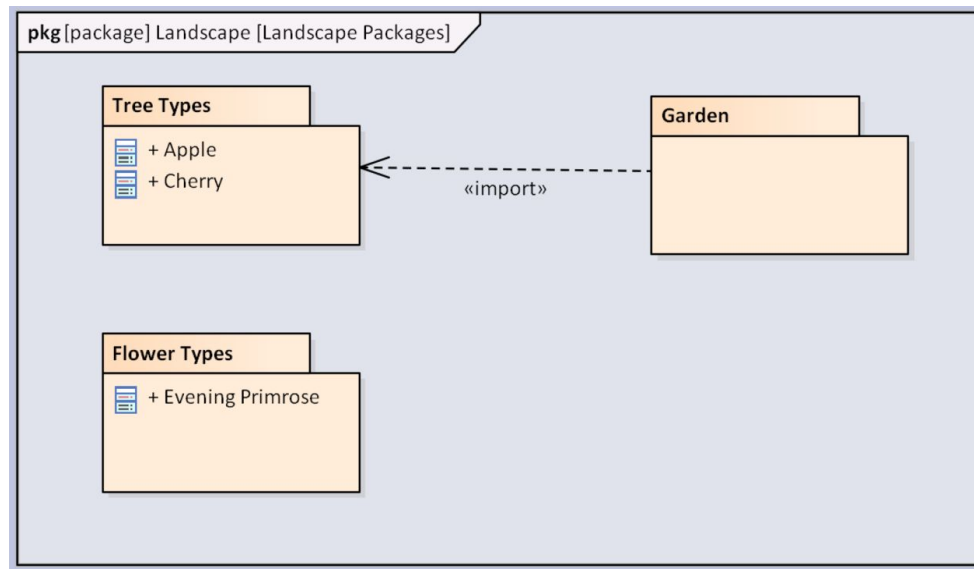 pkg [package] Landscape [Landscape Packages]
Tree Types
+ Apple
+ Cherry
«import»
Garden
Flower Types
+ Evening Primrose